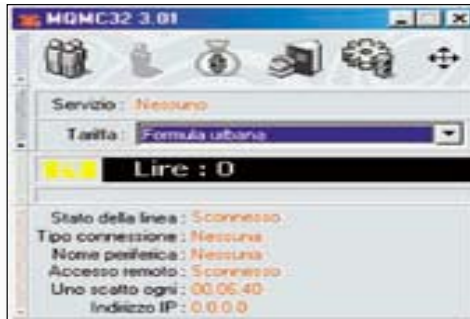 MQMC32 3.01
Servizio : Nessuno
Tariffa : Formula urbana
Lire : 0
Stato della linea : Sconnesso
Tipo connessione : Nessuna
Nome periferica : Nessuna
Accesso remoto : Sconnesso
Uno scatto ogni : 00.06.40
Indirizzo IP : 0.0.0.0